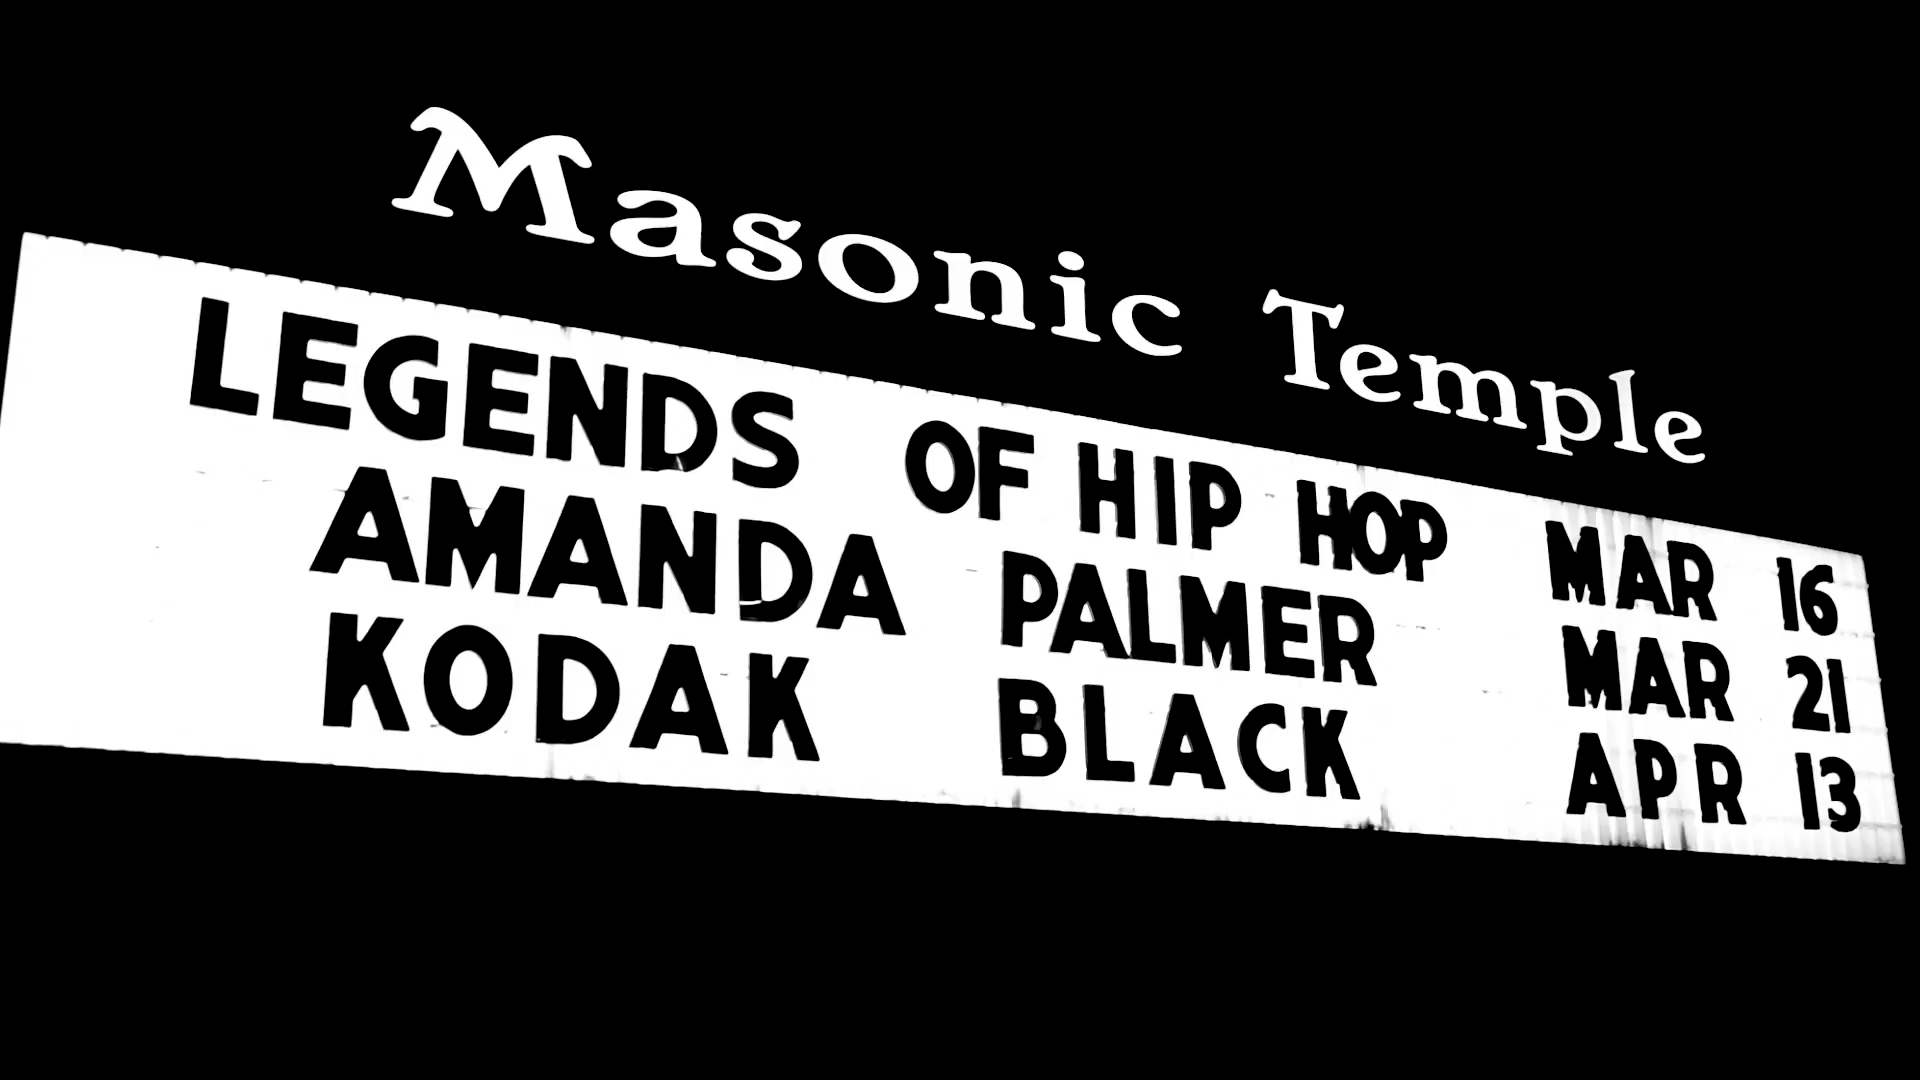 Masonic Temple
LEGENDS OF HIP HOP MAR 16
AMANDA PALMER MAR 21
KODAK BLACK APR 13